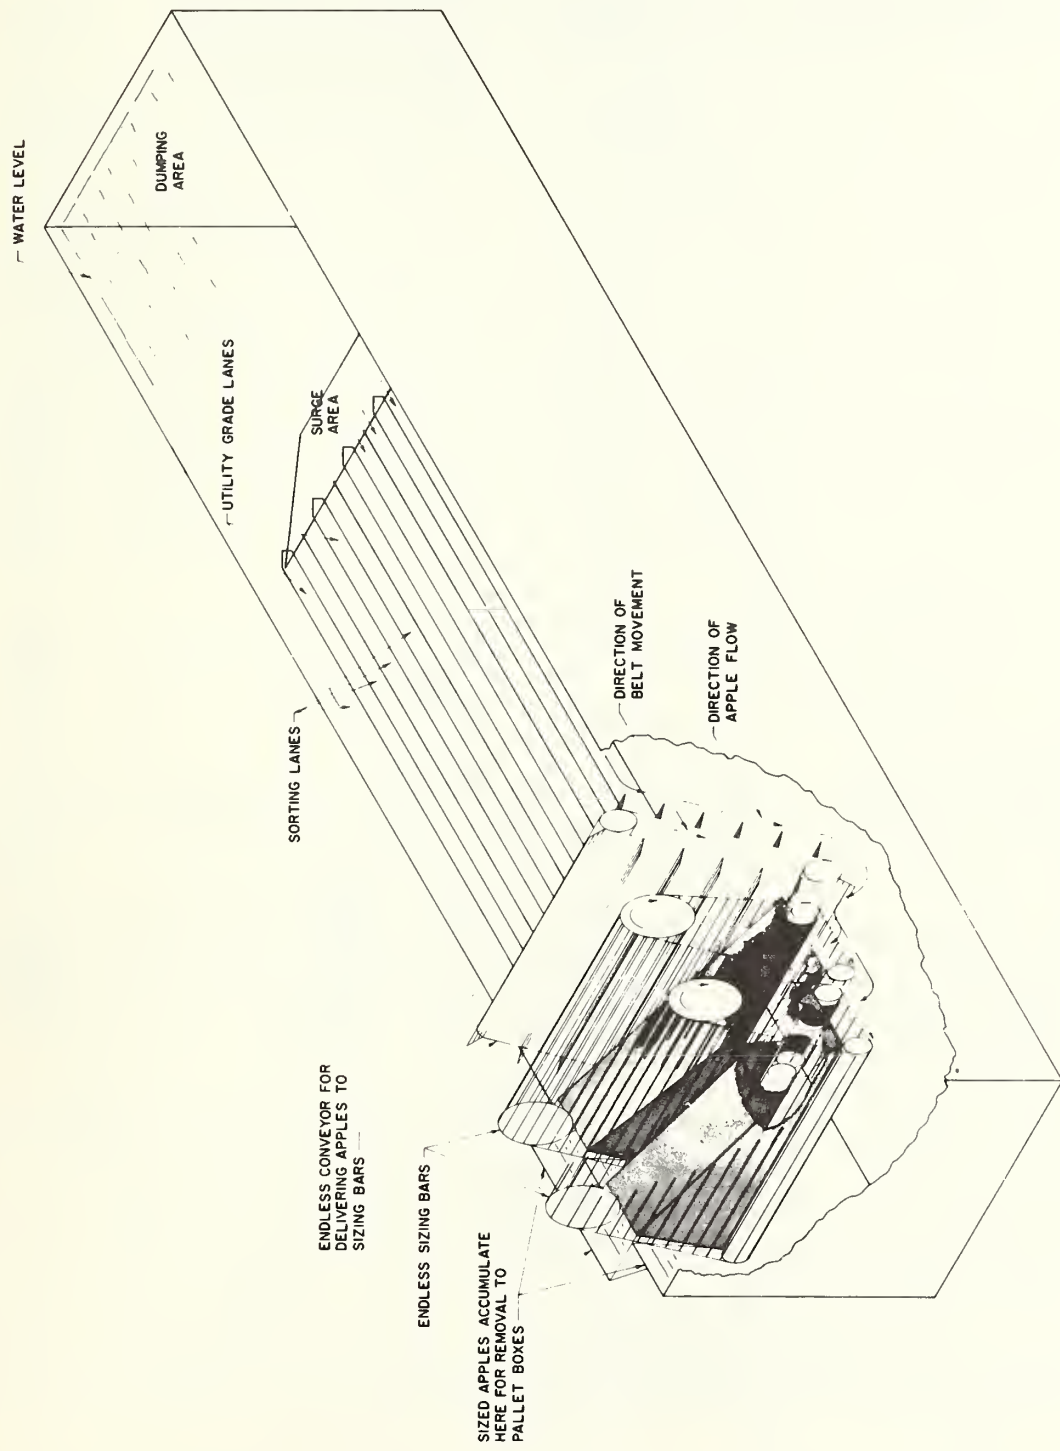 WATER LEVEL
DUMPING
AREA
UTILITY GRADE LANES
SURGE
AREA
SORTING LANES
DIRECTION OF
BELT MOVEMENT
DIRECTION OF
APPLE FLOW
ENDLESS CONVEYOR FOR
DELIVERING APPLES TO
SIZING BARS
ENDLESS SIZING BARS
SIZED APPLES ACCUMULATE
HERE FOR REMOVAL TO
PALLET BOXES